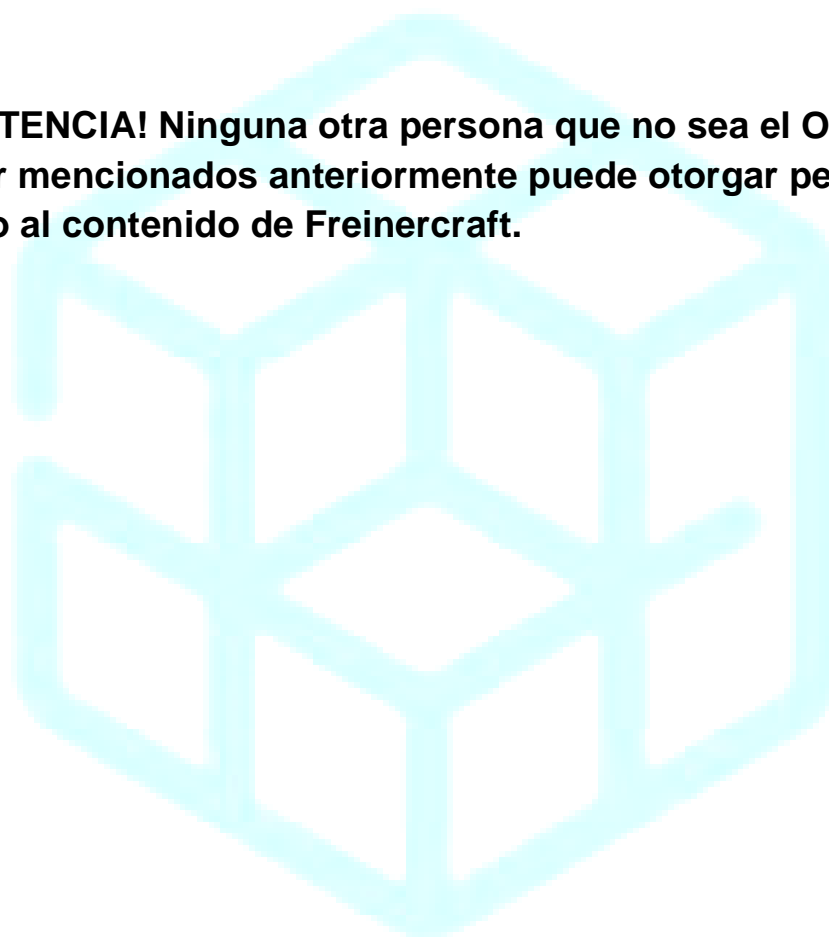 TENCIA! Ninguna otra persona que no sea el O
r mencionados anteriormente puede otorgar pe
o al contenido de Freinercraft.